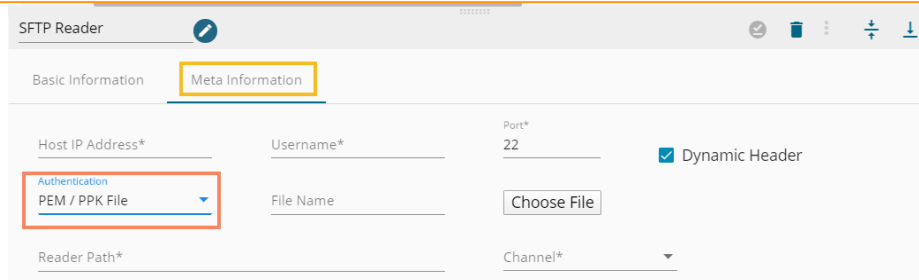 SFTP Reader
Basic Information Meta Information
Port*
Host IP Address* Username* 22
Dynamic Header
Authentication
PEM / PPK File File Name Choose File
Reader Path* Channel*